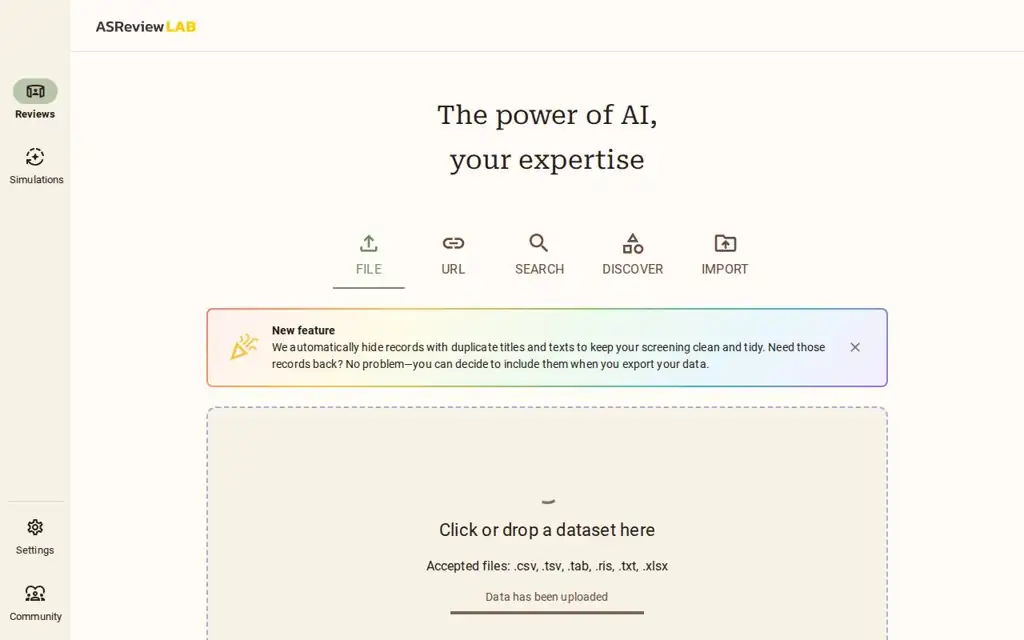 ASReview LAB
Reviews
Simulations
The power of AI,
your expertise
FILE
URL
SEARCH
DISCOVER
IMPORT
New feature
We automatically hide records with duplicate titles and texts to keep your screening clean and tidy. Need those
records back? No problem—you can decide to include them when you export your data.
Click or drop a dataset here
Accepted files: .csv, .tsv, .tab, .ris, .txt, .xlsx
Data has been uploaded
Settings
Community